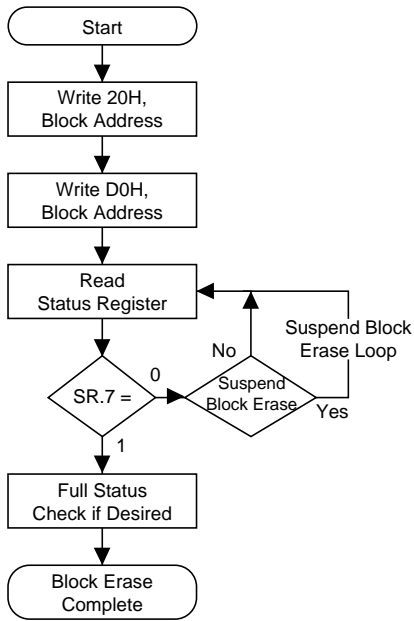 Start
Write 20H,
Block Address
Write D0H,
Block Address
Read
Status Register
Suspend Block
Erase Loop
No
Suspend
Block Erase
Yes
0
SR.7 =
1
Full Status
Check if Desired
Block Erase
Complete